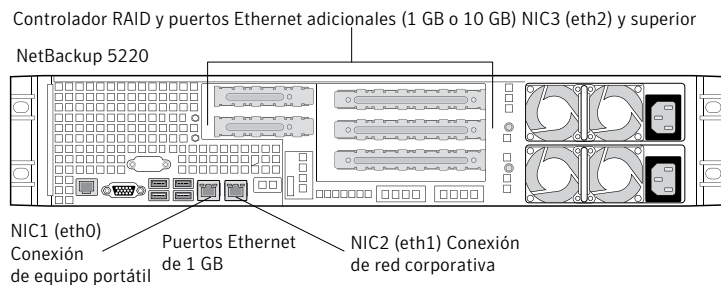 Controlador RAID y puertos Ethernet adicionales (1 GB o 10 GB) NIC3 (eth2) y superior
NetBackup 5220
NIC1 (eth0)
Conexión
de equipo portátil
Puertos Ethernet
de 1 GB
NIC2 (eth1) Conexión
de red corporativa